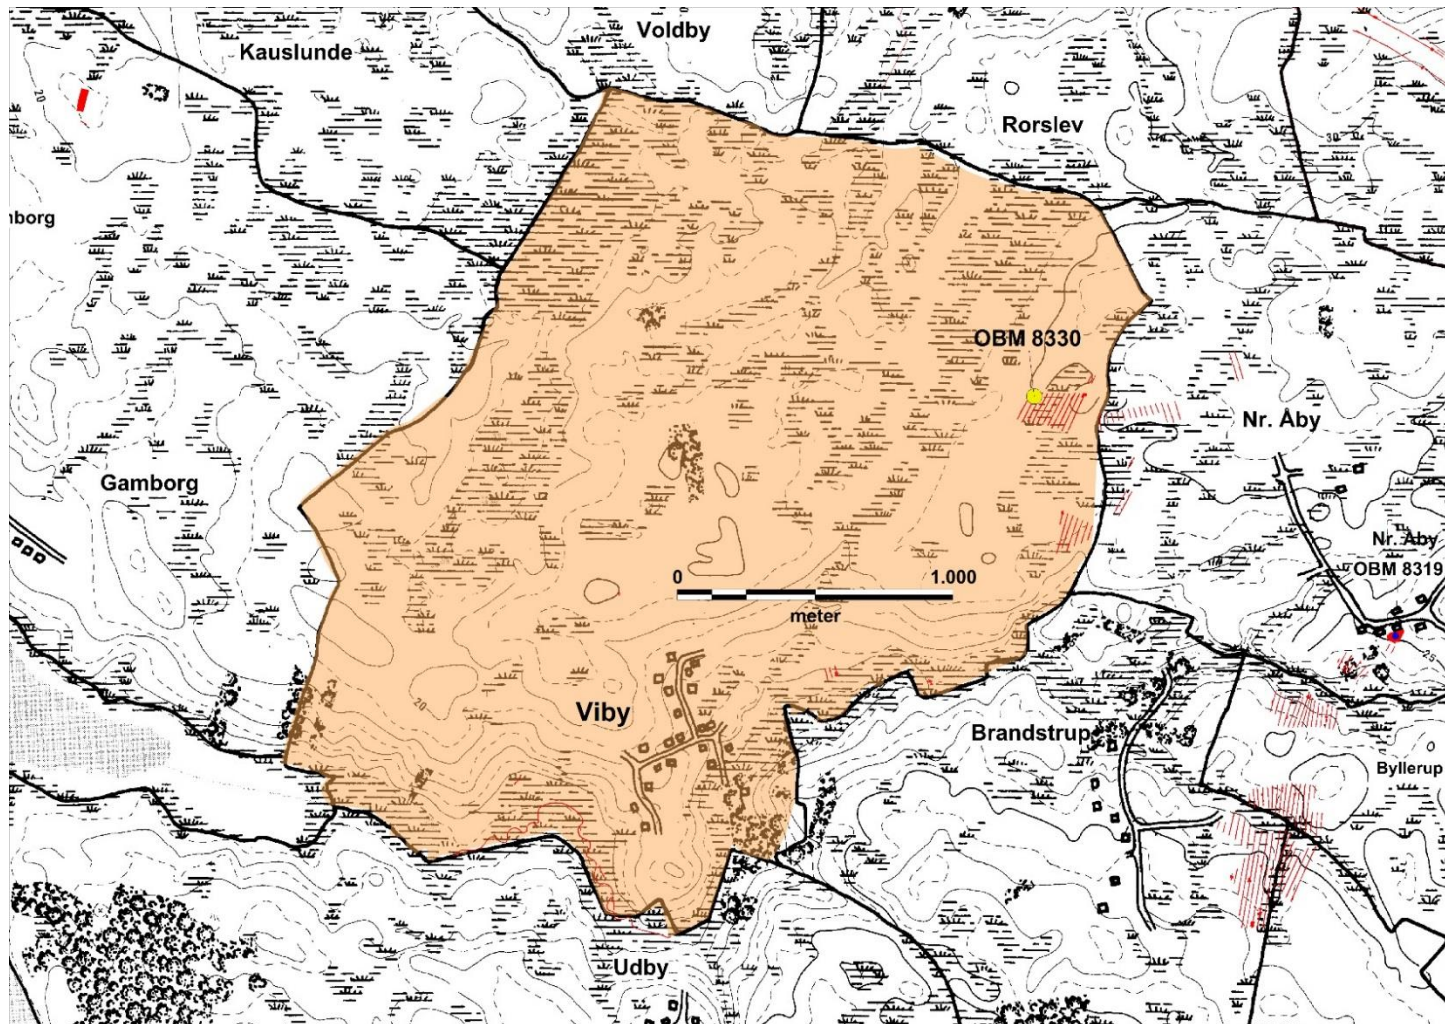 Voldby
Kauslunde
20
Rorslev
30
nborg
OBM 8330
Nr. Åby
Gamborg
Nr. Åby
OBM 8319
0 1.000
meter
25
20
Viby
Brandstrup
Byllerup
Udby